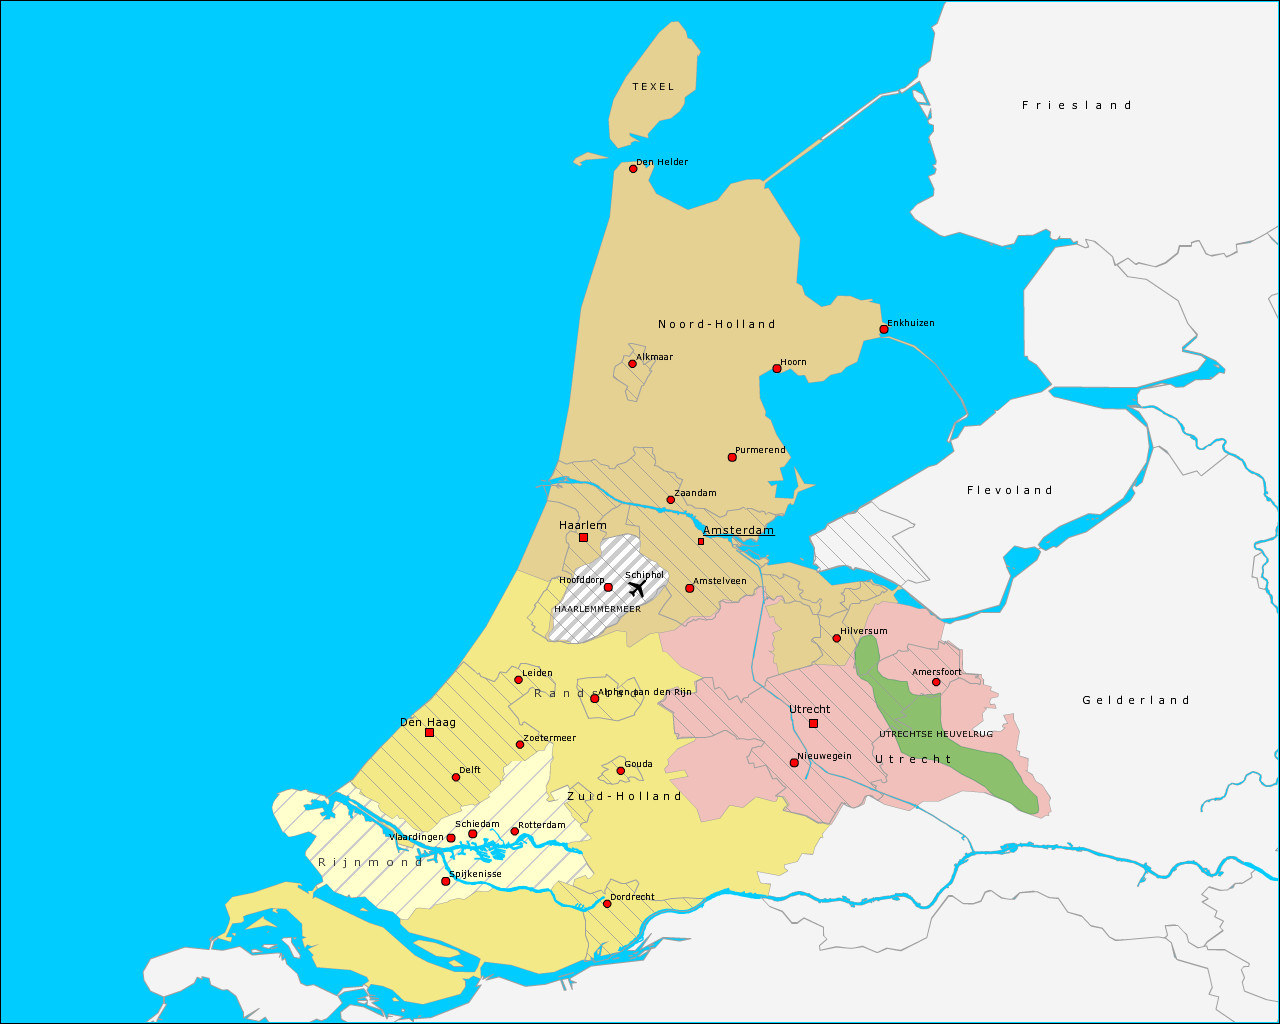 TEXEL
Friesland
Den Helder
Noord-Holland
Enkhuizen
Alkmaar
Hoorn
Purmerend
Flevoland
Zaandam
Haarlem
Amsterdam
Schiphol
Hoofddorp
Amstelveen
HAARLEMMERMEER
Hilversum
Leiden
Amersfoort
Randstad
Alphen aan den Rijn
Gelderland
Utrecht
Den Haag
UTRECHTSE HEUVELRUG
Zoetermeer
Nieuwegein
Utrecht
Gouda
Delft
Zuid-Holland
Schiedam
Rotterdam
Vlaardingen
Rijnmond
Spijkenisse
Dordrecht